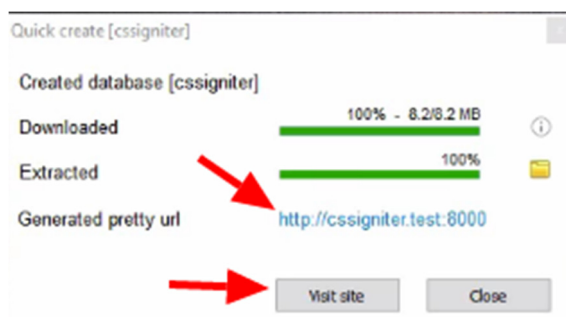 Quick create [cssigniter]
Created database [cssigniter]
Downloaded 100% - 8.2/8.2 MB
Extracted 100%
Generated pretty url http://cssigniter.test:8000
Visit site Close